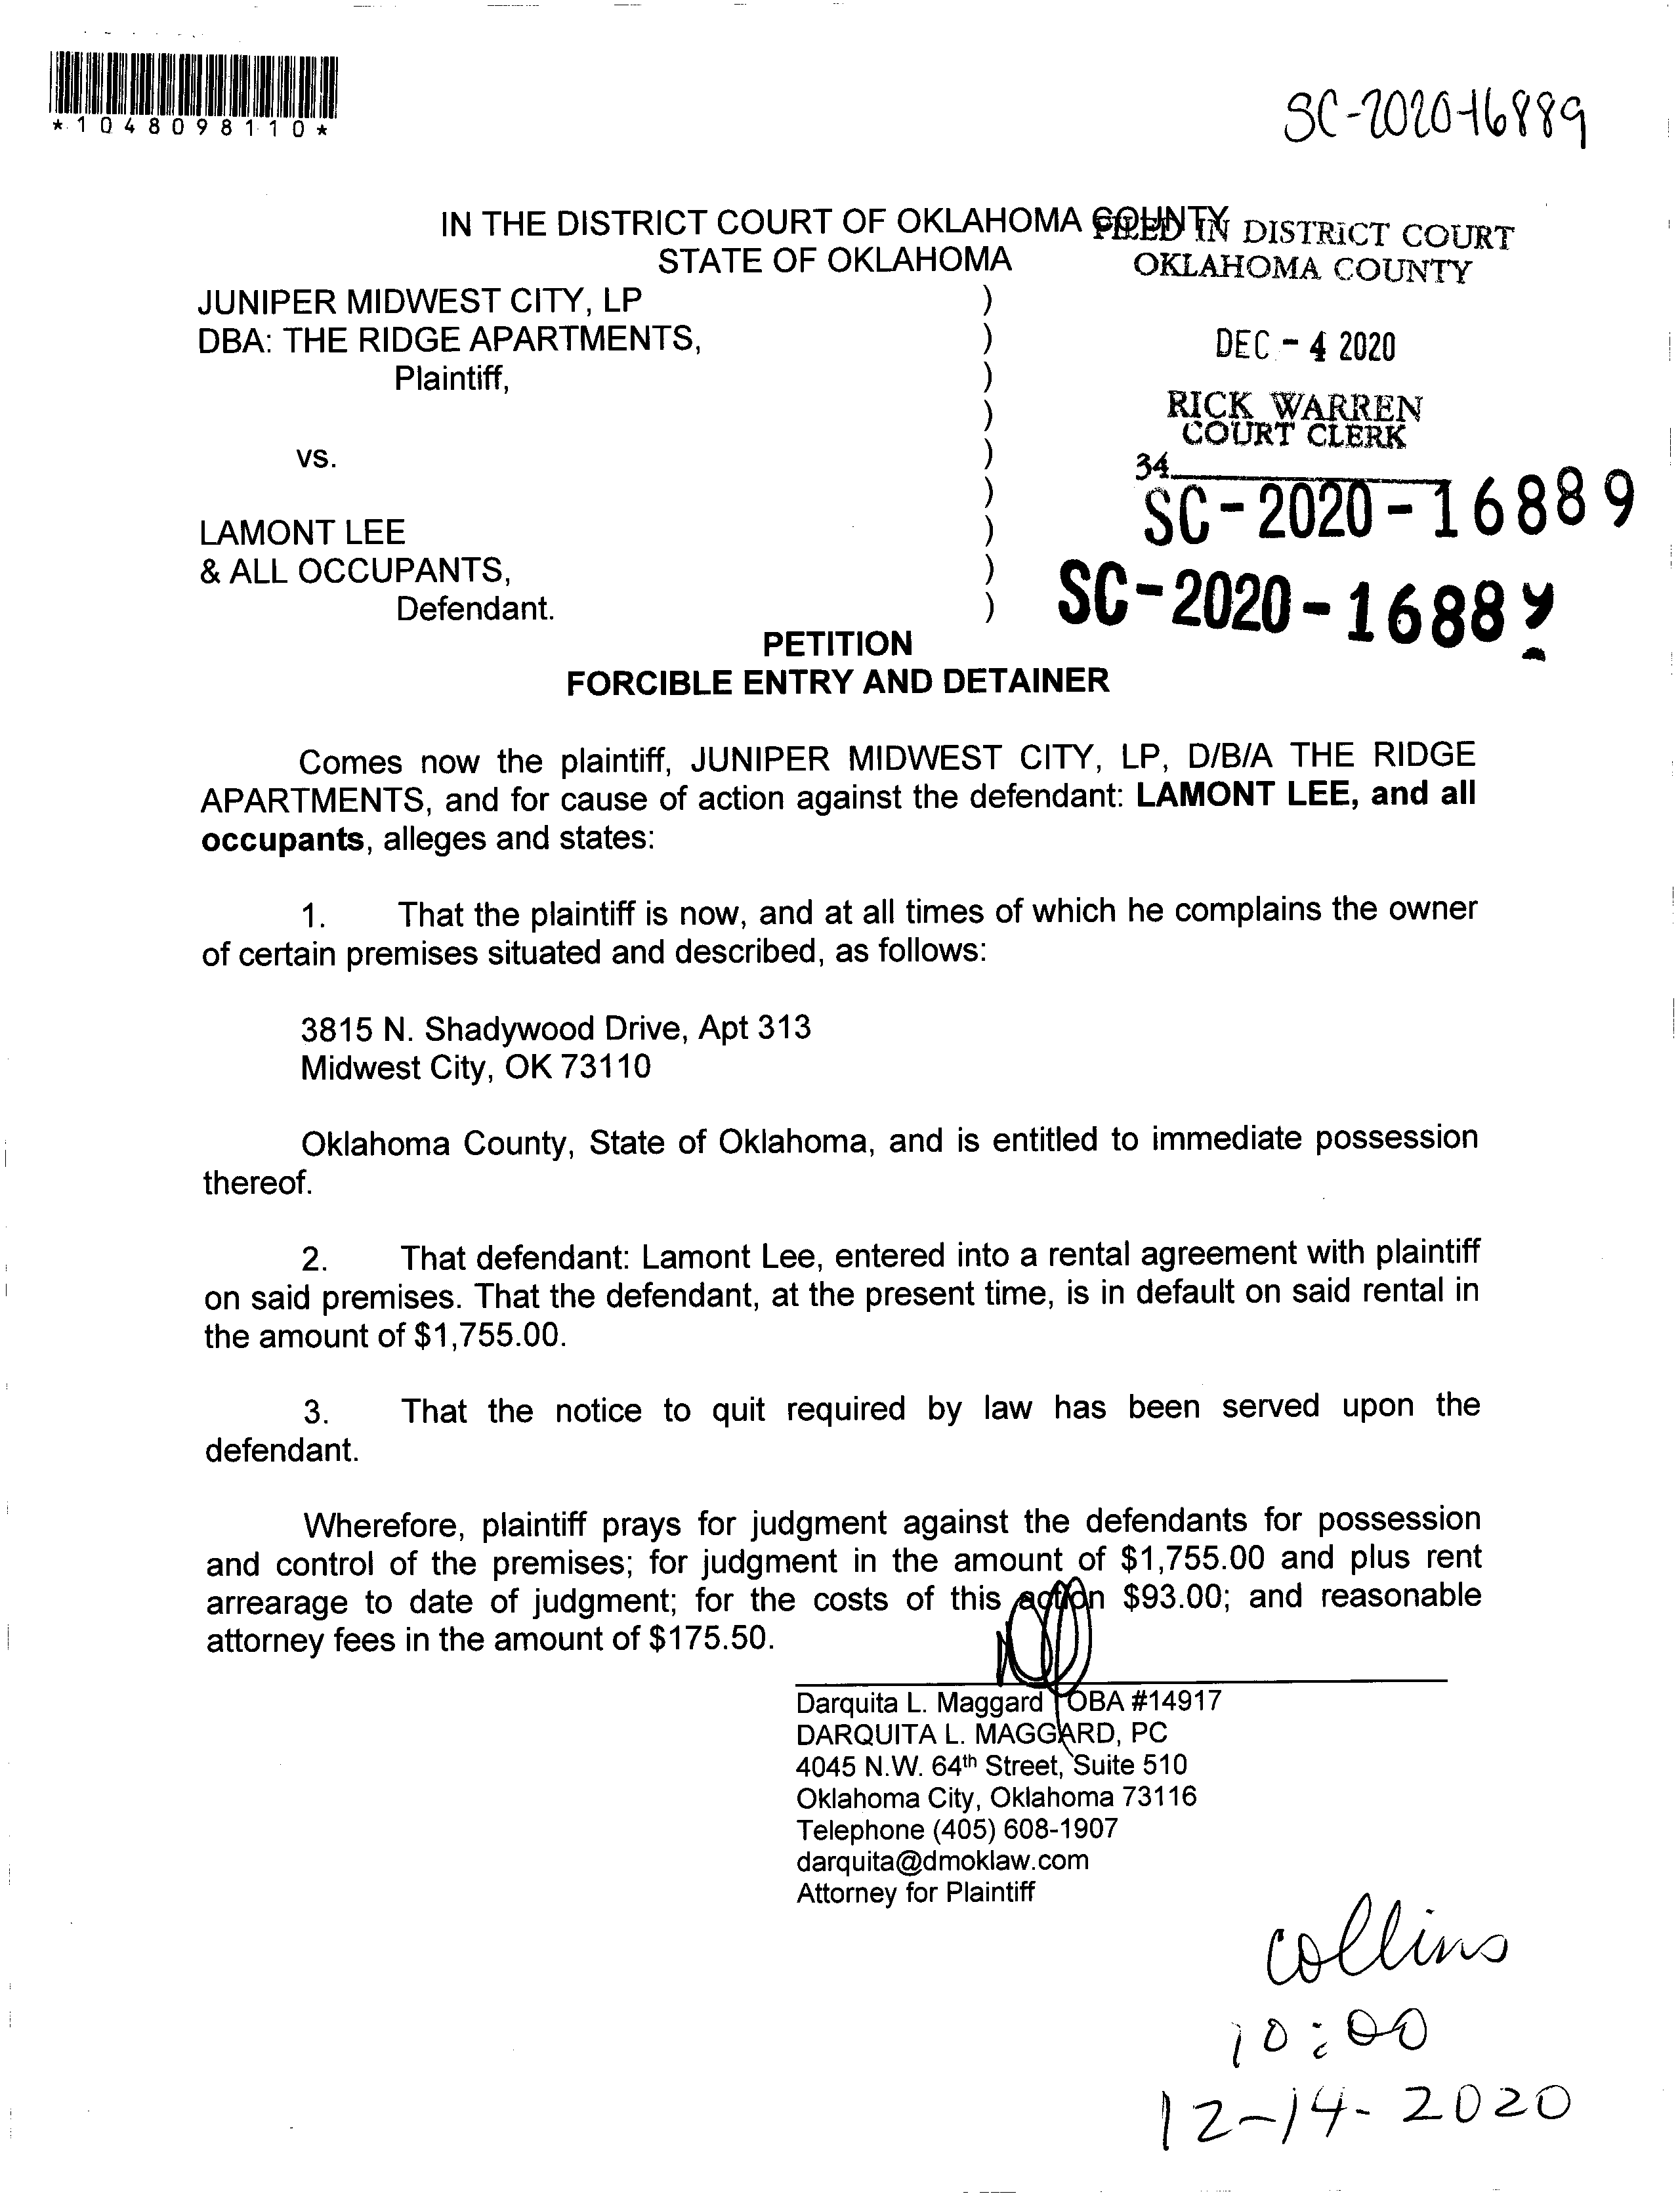 *1048098110*
SC-2020-16889
IN THE DISTRICT COURT OF OKLAHOMA COUNTY
STATE OF OKLAHOMA
FILED IN DISTRICT COURT
OKLAHOMA COUNTY
JUNIPER MIDWEST CITY, LP )
DBA: THE RIDGE APARTMENTS, )
Plaintiff, )
)
vs. )
)
LAMONT LEE )
& ALL OCCUPANTS, )
Defendant. )
DEC - 4 2020
RICK WARREN
COURT CLERK
34
SC-2020-16889
SC-2020-16889
PETITION
FORCIBLE ENTRY AND DETAINER
Comes now the plaintiff, JUNIPER MIDWEST CITY, LP, D/B/A THE RIDGE
APARTMENTS, and for cause of action against the defendant: LAMONT LEE, and all
occupants, alleges and states:
1. That the plaintiff is now, and at all times of which he complains the owner
of certain premises situated and described, as follows:
3815 N. Shadywood Drive, Apt 313
Midwest City, OK 73110
Oklahoma County, State of Oklahoma, and is entitled to immediate possession
thereof.
2. That defendant: Lamont Lee, entered into a rental agreement with plaintiff
on said premises. That the defendant, at the present time, is in default on said rental in
the amount of $1,755.00.
3. That the notice to quit required by law has been served upon the
defendant.
Wherefore, plaintiff prays for judgment against the defendants for possession
and control of the premises; for judgment in the amount of $1,755.00 and plus rent
arrearage to date of judgment; for the costs of this action $93.00; and reasonable
attorney fees in the amount of $175.50.
Darquita L. Maggard OBA #14917
DARQUITA L. MAGGARD, PC
4045 N.W. 64th Street, Suite 510
Oklahoma City, Oklahoma 73116
Telephone (405) 608-1907
darquita@dmoklaw.com
Attorney for Plaintiff
collins
10:00
12-14-2020